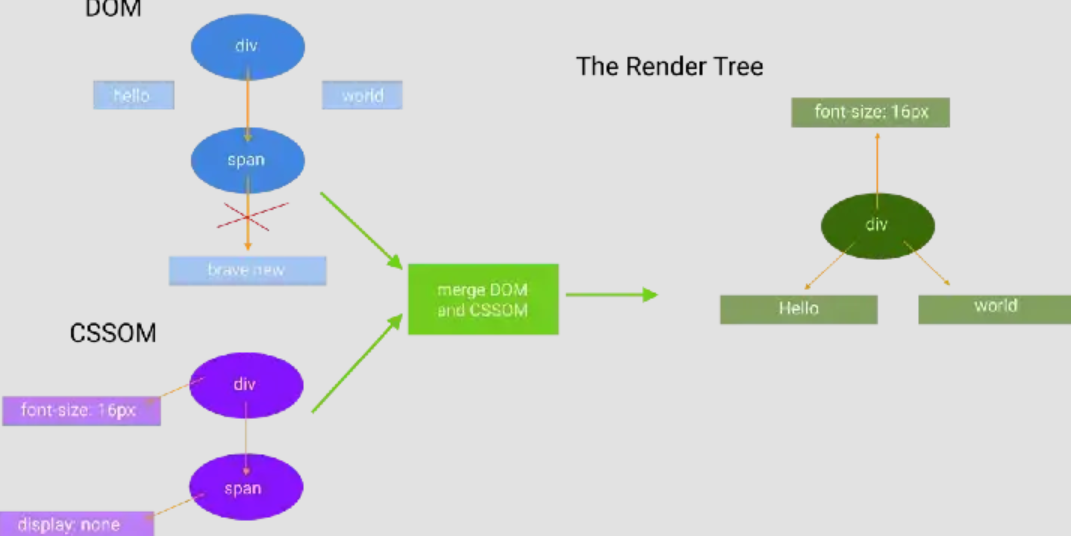 DOM
div
hello
world
span
brave new
CSSOM
div
font-size: 16px
span
display: none
merge DOM
and CSSOM
The Render Tree
font-size: 16px
div
Hello
world